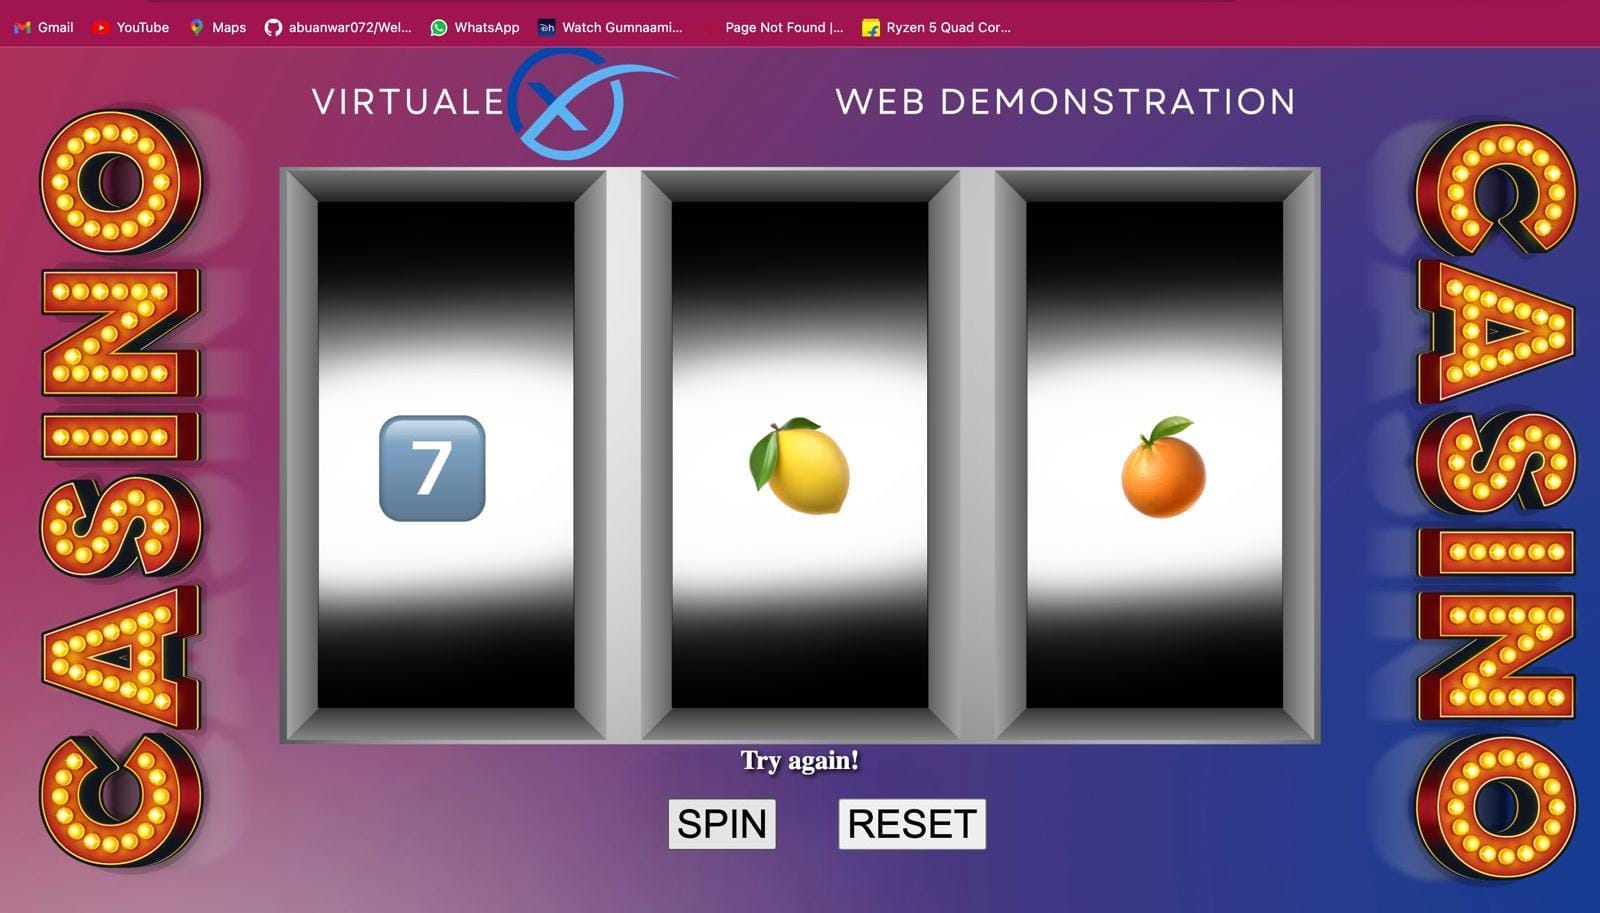 Gmail
YouTube
Maps
abuanwar072/Wel...
WhatsApp
Watch Gumnaami...
Page Not Found |...
Ryzen 5 Quad Cor...
VIRTUALE X
WEB DEMONSTRATION
CASINO
7
CASINO
Try again!
SPIN
RESET